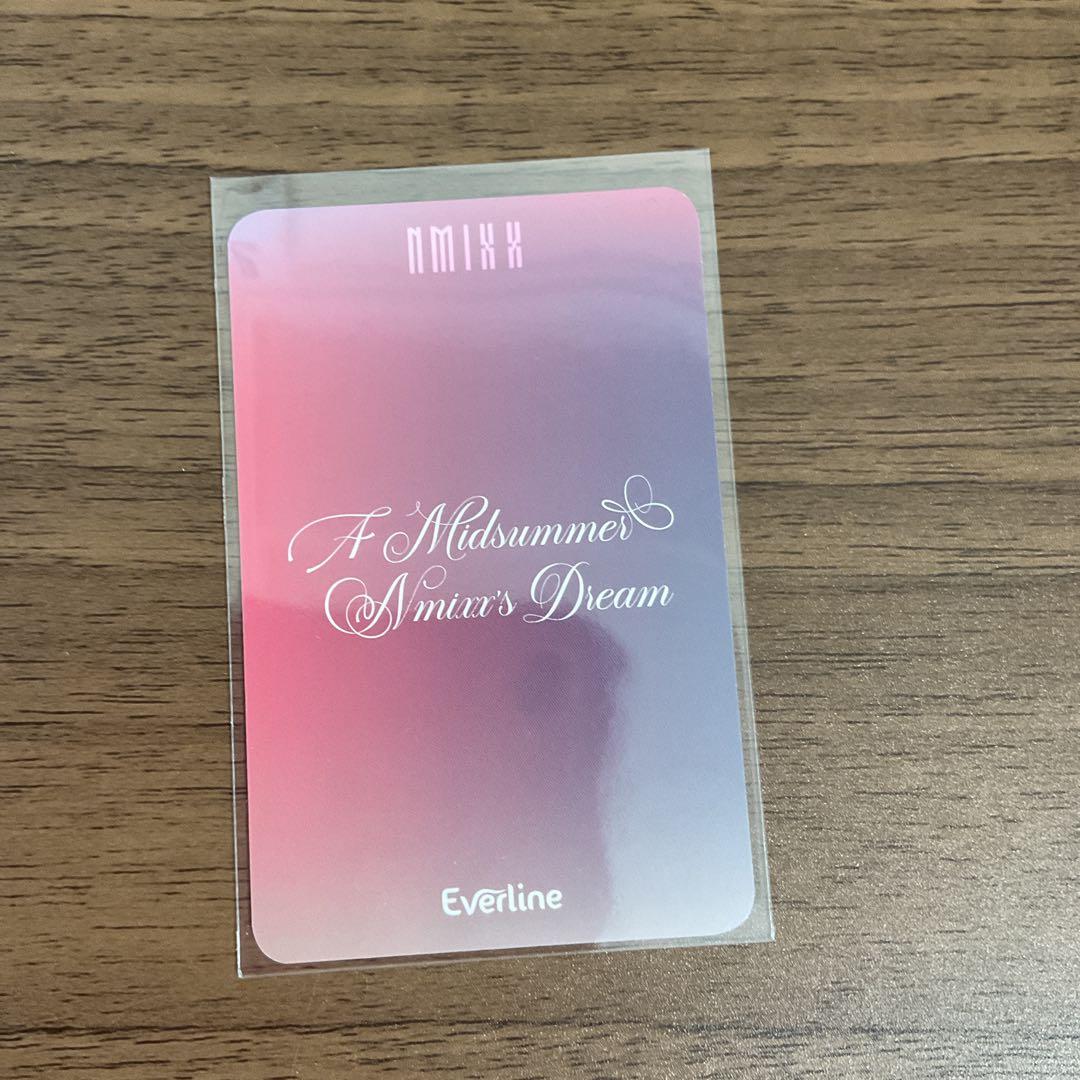 NMIXX
A Midsummer
Nmixx's Dream
Everline